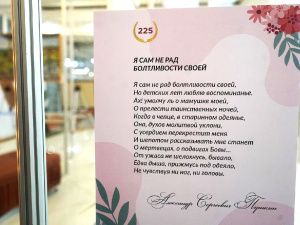 225
Я САМ НЕ РАД
БОЛТЛИВОСТИ СВОЕЙ
Я сам не рад болтливости своей,
Но детских лет люблю воспоминанье.
Ах! умолчу ль о мамушке моей,
О прелести таинственных ночей,
Когда в чепце, в старинном одеянье,
Она, духов молитвой уклоня,
С усердием перекрестит меня
И шепотом рассказывать мне станет
О мертвецах, о подвигах Бовы...
От ужаса не шелохнусь, бывало,
Едва дыша, прижмусь под одеяло,
Не чувствуя ни ног, ни головы.
Александр Сергеевич Пушкин